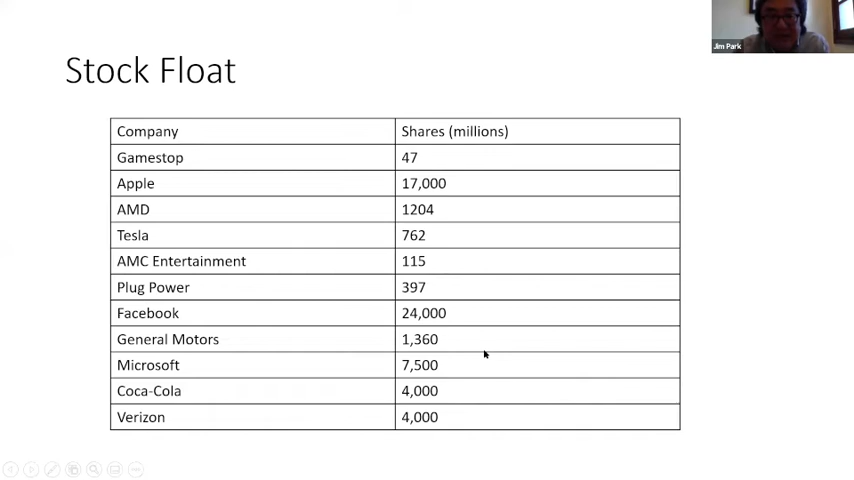 Jim Park
Stock Float
Company Shares (millions)
Gamestop 47
Apple 17,000
AMD 1204
Tesla 762
AMC Entertainment 115
Plug Power 397
Facebook 24,000
General Motors 1,360
Microsoft 7,500
Coca-Cola 4,000
Verizon 4,000